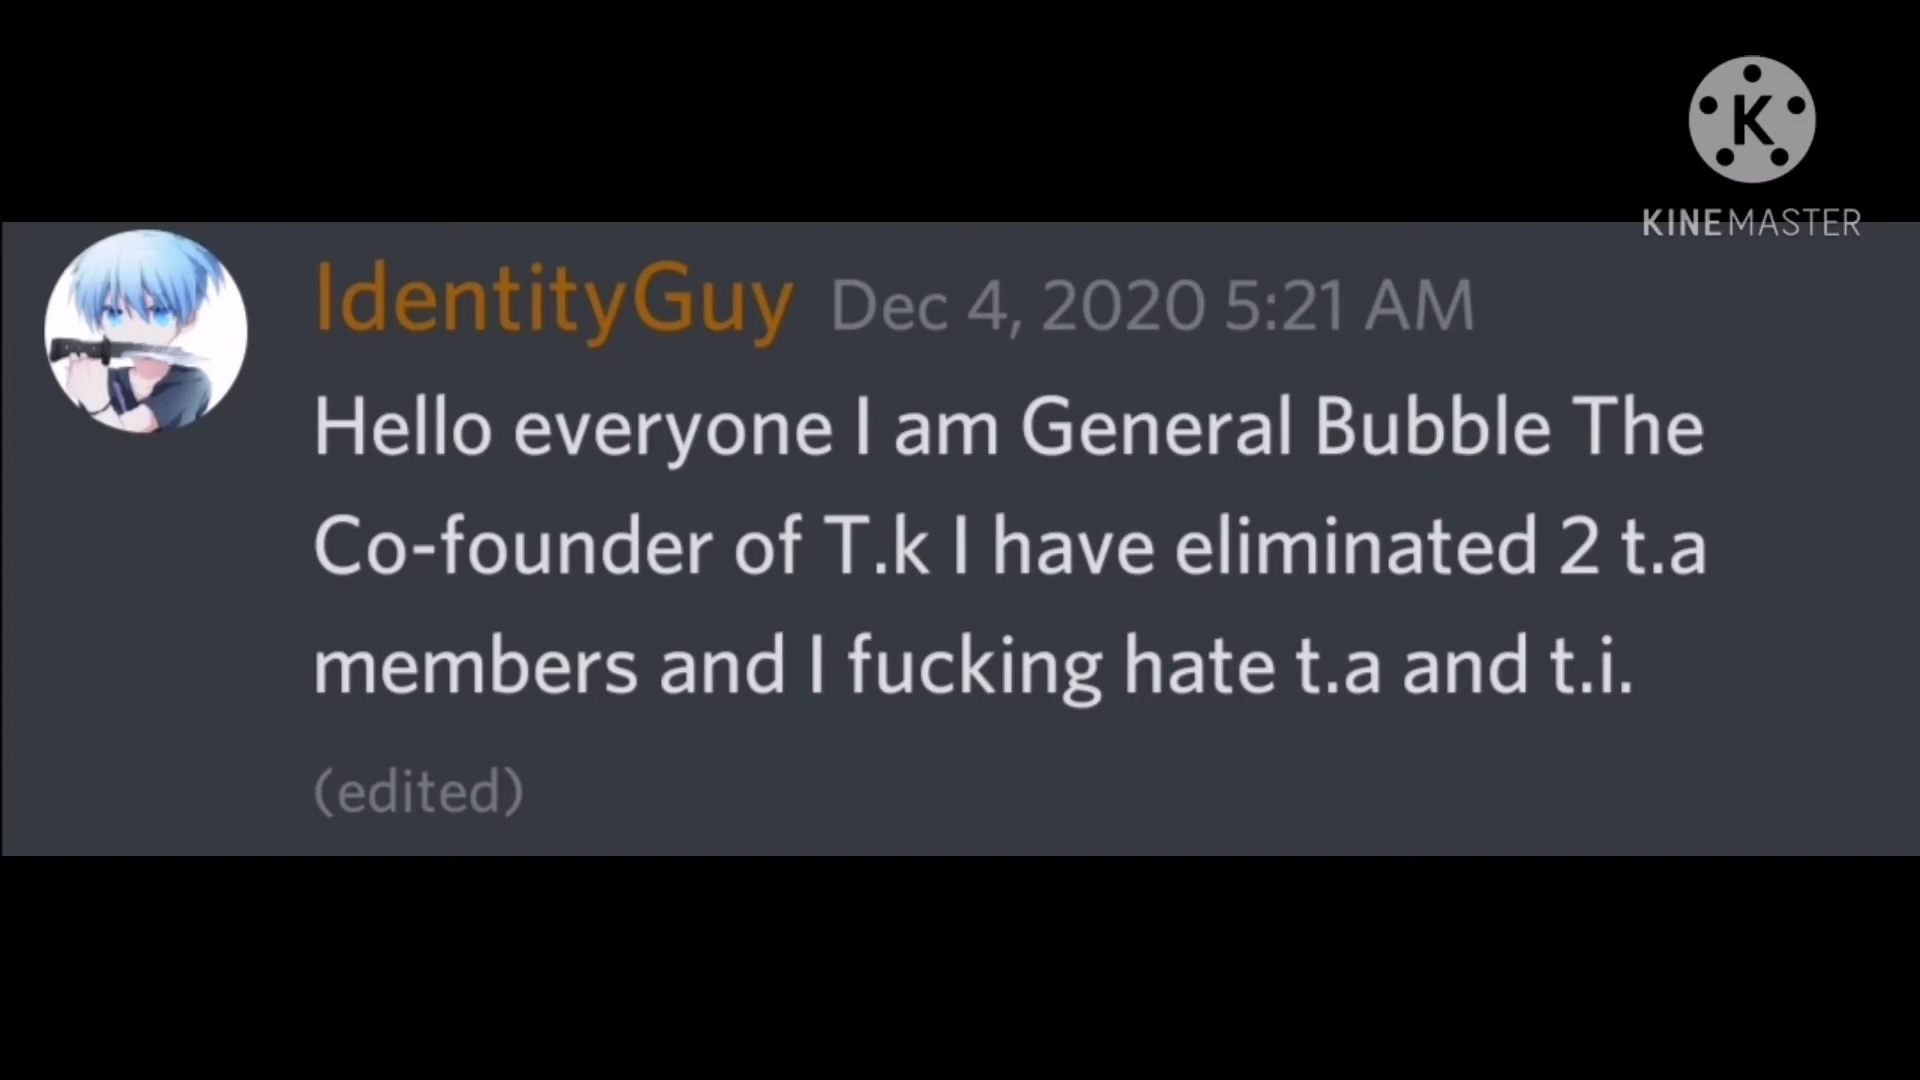 K
KINEMASTER
IdentityGuy Dec 4, 2020 5:21 AM
Hello everyone I am General Bubble The
Co-founder of T.k I have eliminated 2 t.a
members and I fucking hate t.a and t.i.
(edited)